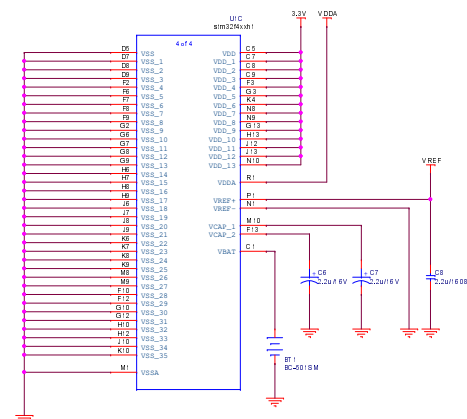 U1C
stm32f4xxh1
3.3V VDDA
4 of 4
D5 VSS VDD C5
D7 VSS_1 VDD_1 C7
D8 VSS_2 VDD_2 C8
D9 VSS_3 VDD_3 C9
F2 VSS_4 VDD_4 F3
F6 VSS_5 VDD_5 G3
F7 VSS_6 VDD_6 K4
F8 VSS_7 VDD_7 N8
F9 VSS_8 VDD_8 N9
G2 VSS_9 VDD_9 G13
G6 VSS_10 VDD_10 H13
G7 VSS_11 VDD_11 J12
G8 VSS_12 VDD_12 J13
G9 VSS_13 VDD_13 N10
H6 VSS_14
H7 VSS_15 VDDA R1
H8 VSS_16
H9 VSS_17 VREF+ P1
J6 VSS_18 VREF- N1
J7 VSS_19
J8 VSS_20 VCAP_1 M10
J9 VSS_21 VCAP_2 F13
K6 VSS_22
K7 VSS_23 VBAT C1
K8 VSS_24
K9 VSS_25
M8 VSS_26
M9 VSS_27
F10 VSS_28
F12 VSS_29
G10 VSS_30
G12 VSS_31
H10 VSS_32
H12 VSS_33
J10 VSS_34
K10 VSS_35
M1 VSSA
VREF
+ C6
2.2u/16V
+ C7
2.2u/16V
C8
2.2u/1608
BT1
BC-501SM